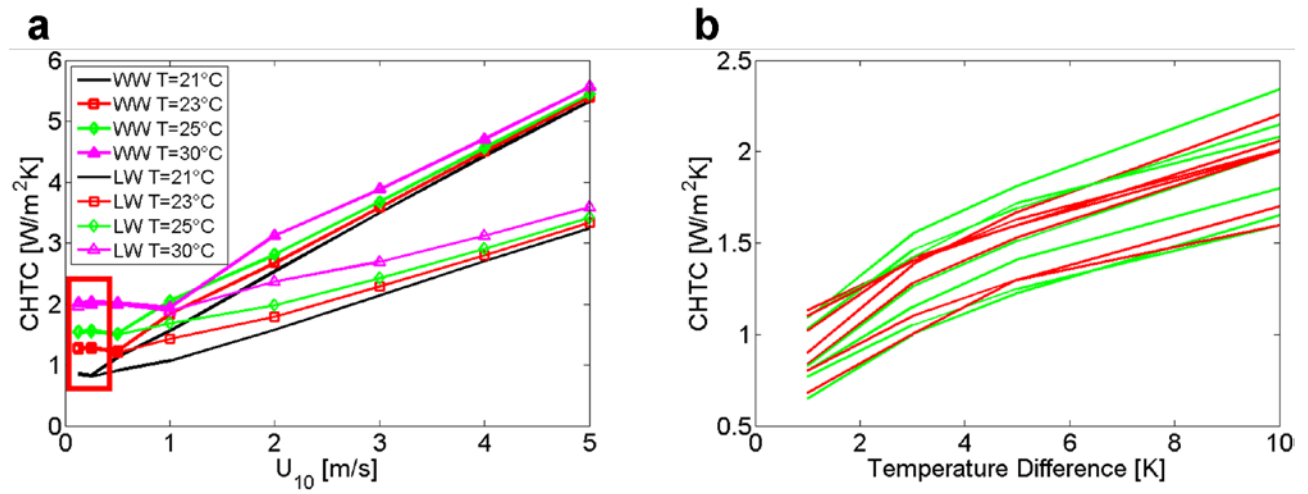 a
CHTC [W/m²K]
6
5
4
3
2
1
0
WW T=21°C
WW T=23°C
WW T=25°C
WW T=30°C
LW T=21°C
LW T=23°C
LW T=25°C
LW T=30°C
0 1 2 3 4 5
U₁₀ [m/s]
b
CHTC [W/m²K]
2.5
2
1.5
1
0.5
0 2 4 6 8 10
Temperature Difference [K]